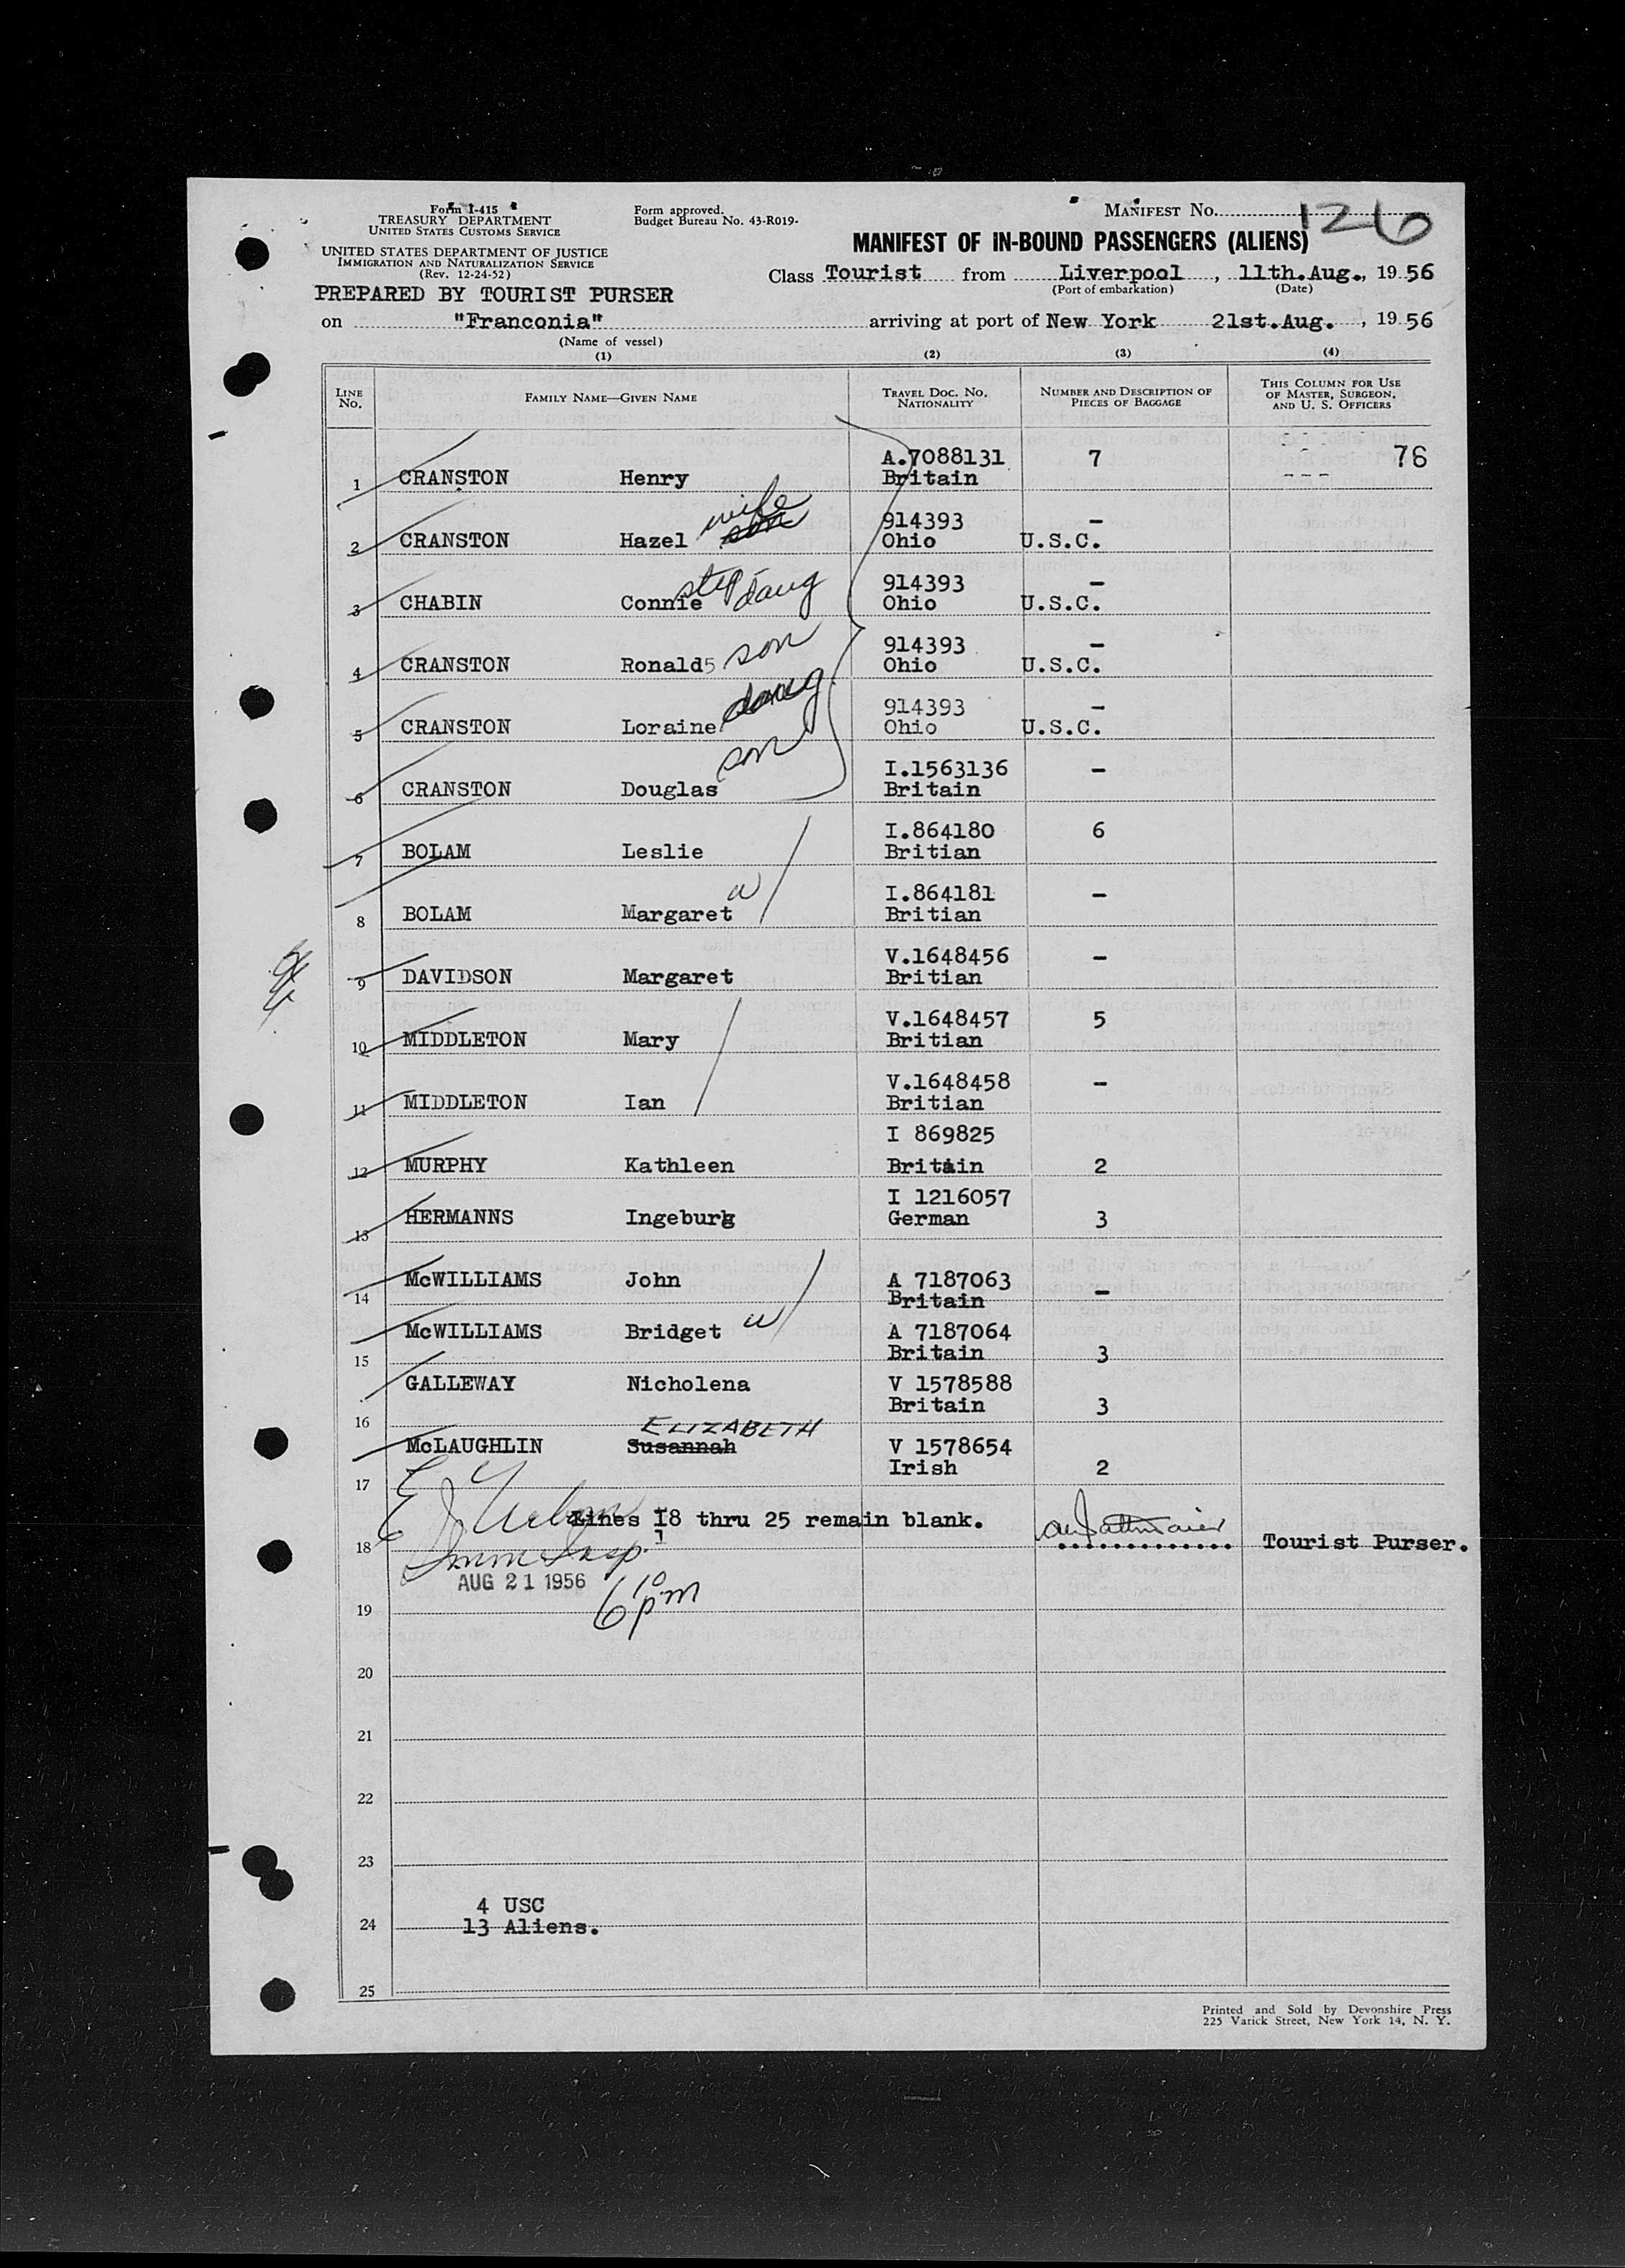 Form I-415
TREASURY DEPARTMENT
UNITED STATES CUSTOMS SERVICE
UNITED STATES DEPARTMENT OF JUSTICE
IMMIGRATION AND NATURALIZATION SERVICE
(Rev. 12-24-52)
PREPARED BY TOURIST PURSER
Form approved.
Budget Bureau No. 43-R019-
MANIFEST No. 126
MANIFEST OF IN-BOUND PASSENGERS (ALIENS)
Class Tourist from Liverpool, 11th.Aug., 1956
(Port of embarkation) (Date)
on "Franconia" arriving at port of New York 21st.Aug., 1956
(Name of vessel)
(1) (2) (3) (4)
LINE No. FAMILY NAME—GIVEN NAME TRAVEL DOC. No. NATIONALITY NUMBER AND DESCRIPTION OF PIECES OF BAGGAGE THIS COLUMN FOR USE OF MASTER, SURGEON, AND U. S. OFFICERS
A.7088131 7 76
1 CRANSTON Henry Britain
wife
914393 –
2 CRANSTON Hazel son Ohio U.S.C.
914393 –
3 CHABIN Connie step daug Ohio U.S.C.
914393 –
4 CRANSTON Ronald5 son Ohio U.S.C.
914393 –
5 CRANSTON Loraine daug Ohio U.S.C.
I.1563136 –
6 CRANSTON Douglas son Britain
I.864180 6
7 BOLAM Leslie Britian
I.864181 –
8 BOLAM Margaret w Britian
V.1648456 –
9 DAVIDSON Margaret Britian
V.1648457 5
10 MIDDLETON Mary Britian
V.1648458 –
11 MIDDLETON Ian Britian
I 869825
12 MURPHY Kathleen Britain 2
I 1216057
13 HERMANNS Ingeburg German 3
McWILLIAMS John A 7187063 –
14 Britain
McWILLIAMS Bridget w A 7187064
15 Britain 3
GALLEWAY Nicholena V 1578588
16 Britain 3
ELIZABETH
McLAUGHLIN Susannah V 1578654
17 Irish 2
Lines 18 thru 25 remain blank.
18 Imm Insp. Tourist Purser.
AUG 21 1956
6 10 pm
19
20
21
22
23
4 USC
24 13 Aliens.
25
Printed and Sold by Devonshire Press
225 Varick Street, New York 14, N. Y.